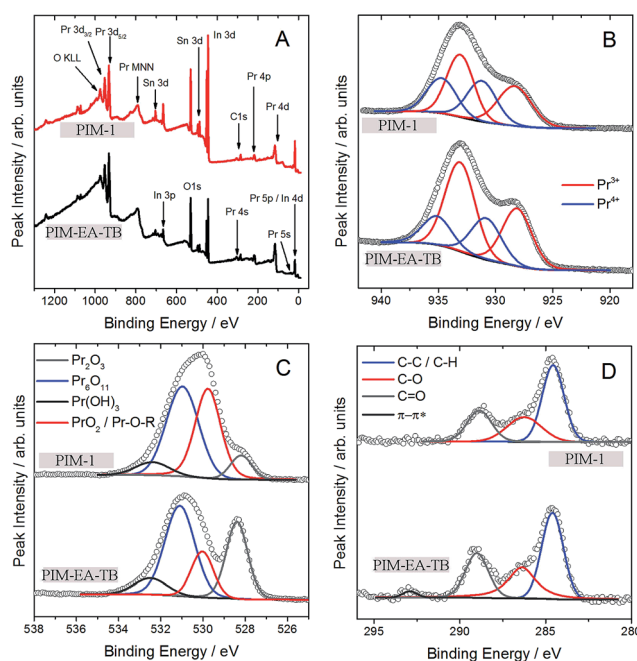 A
Pr 3d3/2
Pr 3d5/2
O KLL
Pr MNN
Sn 3d
Sn 3d
In 3d
C1s
Pr 4p
Pr 4d
PIM-1
In 3p
O1s
Pr 4s
Pr 5p / In 4d
Pr 5s
PIM-EA-TB
Peak Intensity / arb. units
1200 1000 800 600 400 200 0
Binding Energy / eV
B
PIM-1
Pr3+
Pr4+
PIM-EA-TB
Peak Intensity / arb. units
940 935 930 925 920
Binding Energy / eV
C
Pr2O3
Pr6O11
Pr(OH)3
PrO2 / Pr-O-R
PIM-1
PIM-EA-TB
Peak Intensity / arb. units
538 536 534 532 530 528 526
Binding Energy / eV
D
C-C / C-H
C-O
C=O
π–π*
PIM-1
PIM-EA-TB
Peak Intensity / arb. units
295 290 285 280
Binding Energy / eV